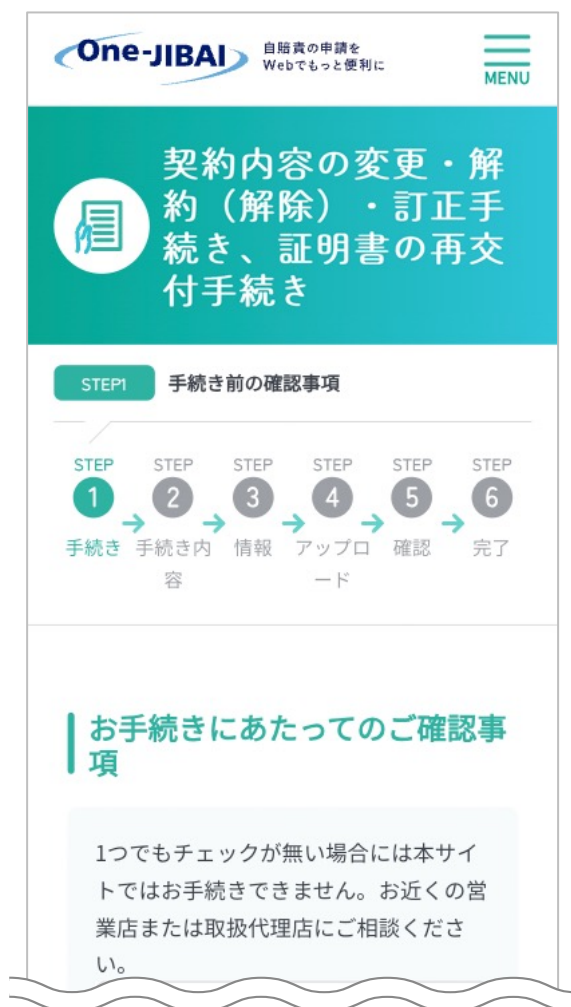 One-JIBAI
自賠責の申請を
Webでもっと便利に
MENU
契約内容の変更・解
約（解除）・訂正手
続き、証明書の再交
付手続き
STEP1 手続き前の確認事項
STEP STEP STEP STEP STEP STEP
1 2 3 4 5 6
手続き 手続き内 情報 アップロ 確認 完了
容 ード
お手続きにあたってのご確認事
項
1つでもチェックが無い場合には本サイ
トではお手続きできません。お近くの営
業店または取扱代理店にご相談くださ
い。